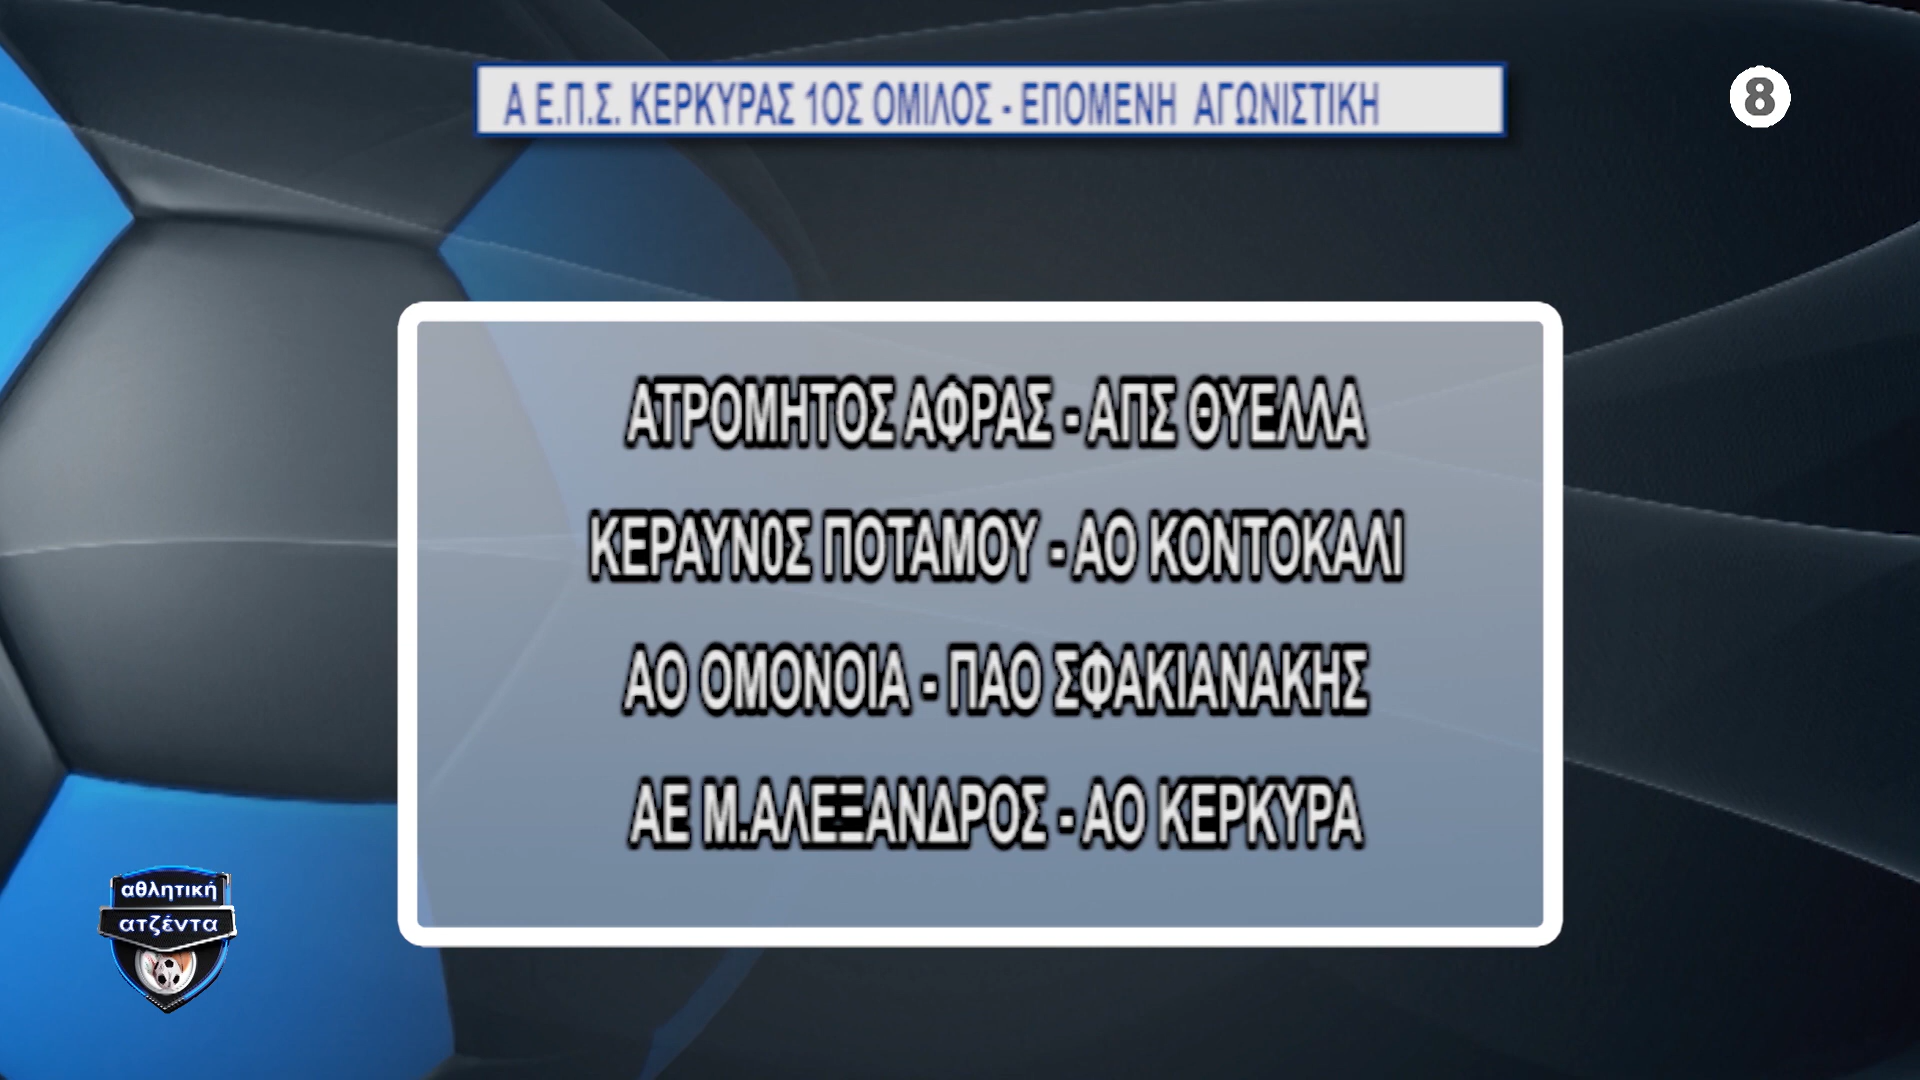 Α Ε.Π.Σ. ΚΕΡΚΥΡΑΣ 1ΟΣ ΟΜΙΛΟΣ - ΕΠΟΜΕΝΗ ΑΓΩΝΙΣΤΙΚΗ
8
ΑΤΡΟΜΗΤΟΣ ΑΦΡΑΣ - ΑΠΣ ΘΥΕΛΛΑ
ΚΕΡΑΥΝ0Σ ΠΟΤΑΜΟΥ - ΑΟ ΚΟΝΤΟΚΑΛΙ
ΑΟ ΟΜΟΝΟΙΑ - ΠΑΟ ΣΦΑΚΙΑΝΑΚΗΣ
ΑΕ Μ.ΑΛΕΞΑΝΔΡΟΣ - ΑΟ ΚΕΡΚΥΡΑ
αθλητική
ατζέντα